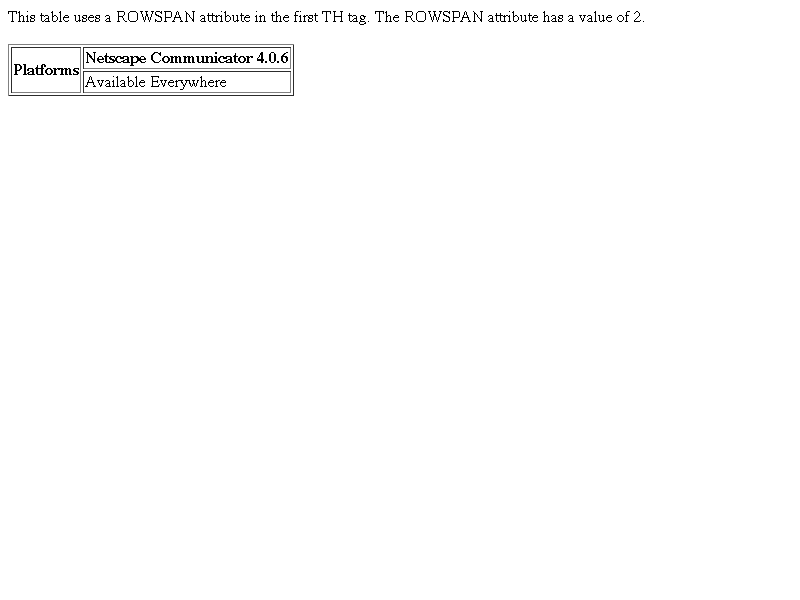 This table uses a ROWSPAN attribute in the first TH tag. The ROWSPAN attribute has a value of 2.
Platforms
Netscape Communicator 4.0.6
Available Everywhere